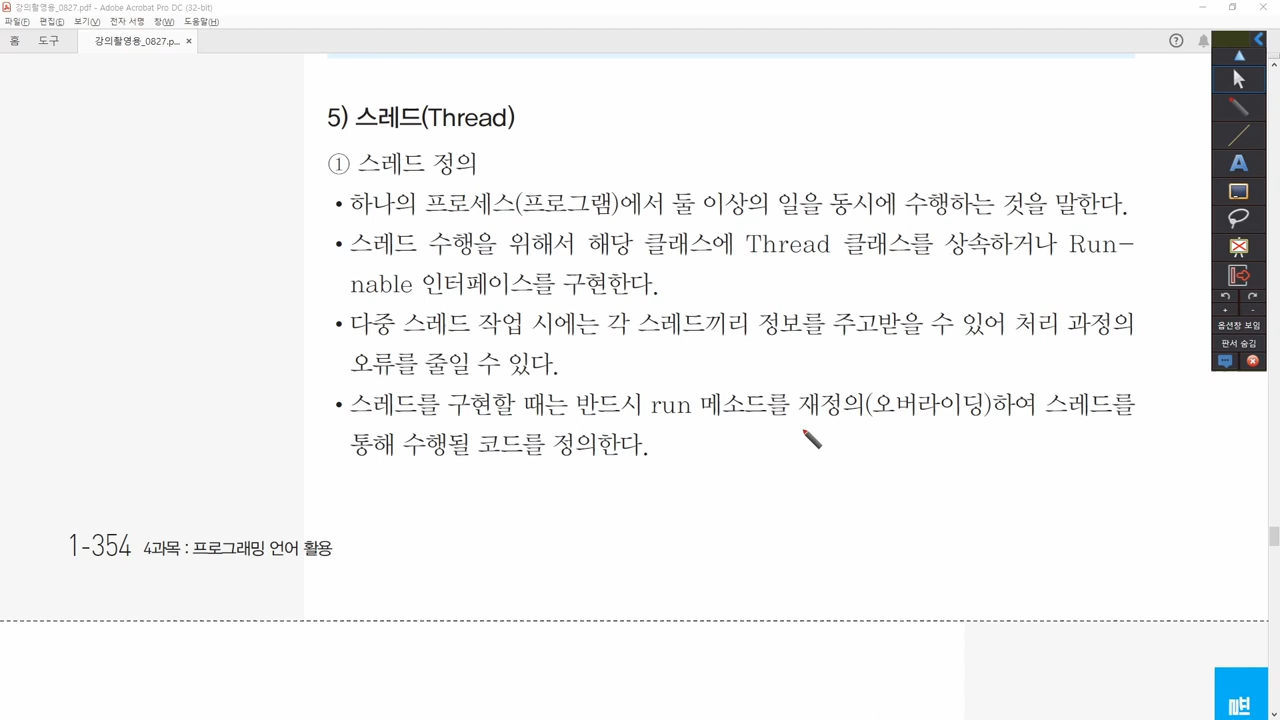 강의촬영용_0827.pdf - Adobe Acrobat Pro DC (32-bit)
파일(F) 편집(E) 보기(V) 전자 서명 창(W) 도움말(H)
홈 도구 강의촬영용_0827.p... ×
5) 스레드(Thread)
① 스레드 정의
• 하나의 프로세스(프로그램)에서 둘 이상의 일을 동시에 수행하는 것을 말한다.
• 스레드 수행을 위해서 해당 클래스에 Thread 클래스를 상속하거나 Run-
nable 인터페이스를 구현한다.
• 다중 스레드 작업 시에는 각 스레드끼리 정보를 주고받을 수 있어 처리 과정의
오류를 줄일 수 있다.
• 스레드를 구현할 때는 반드시 run 메소드를 재정의(오버라이딩)하여 스레드를
통해 수행될 코드를 정의한다.
1-354 4과목 : 프로그래밍 언어 활용
A
+ -
옵션창 보임
판서 숨김